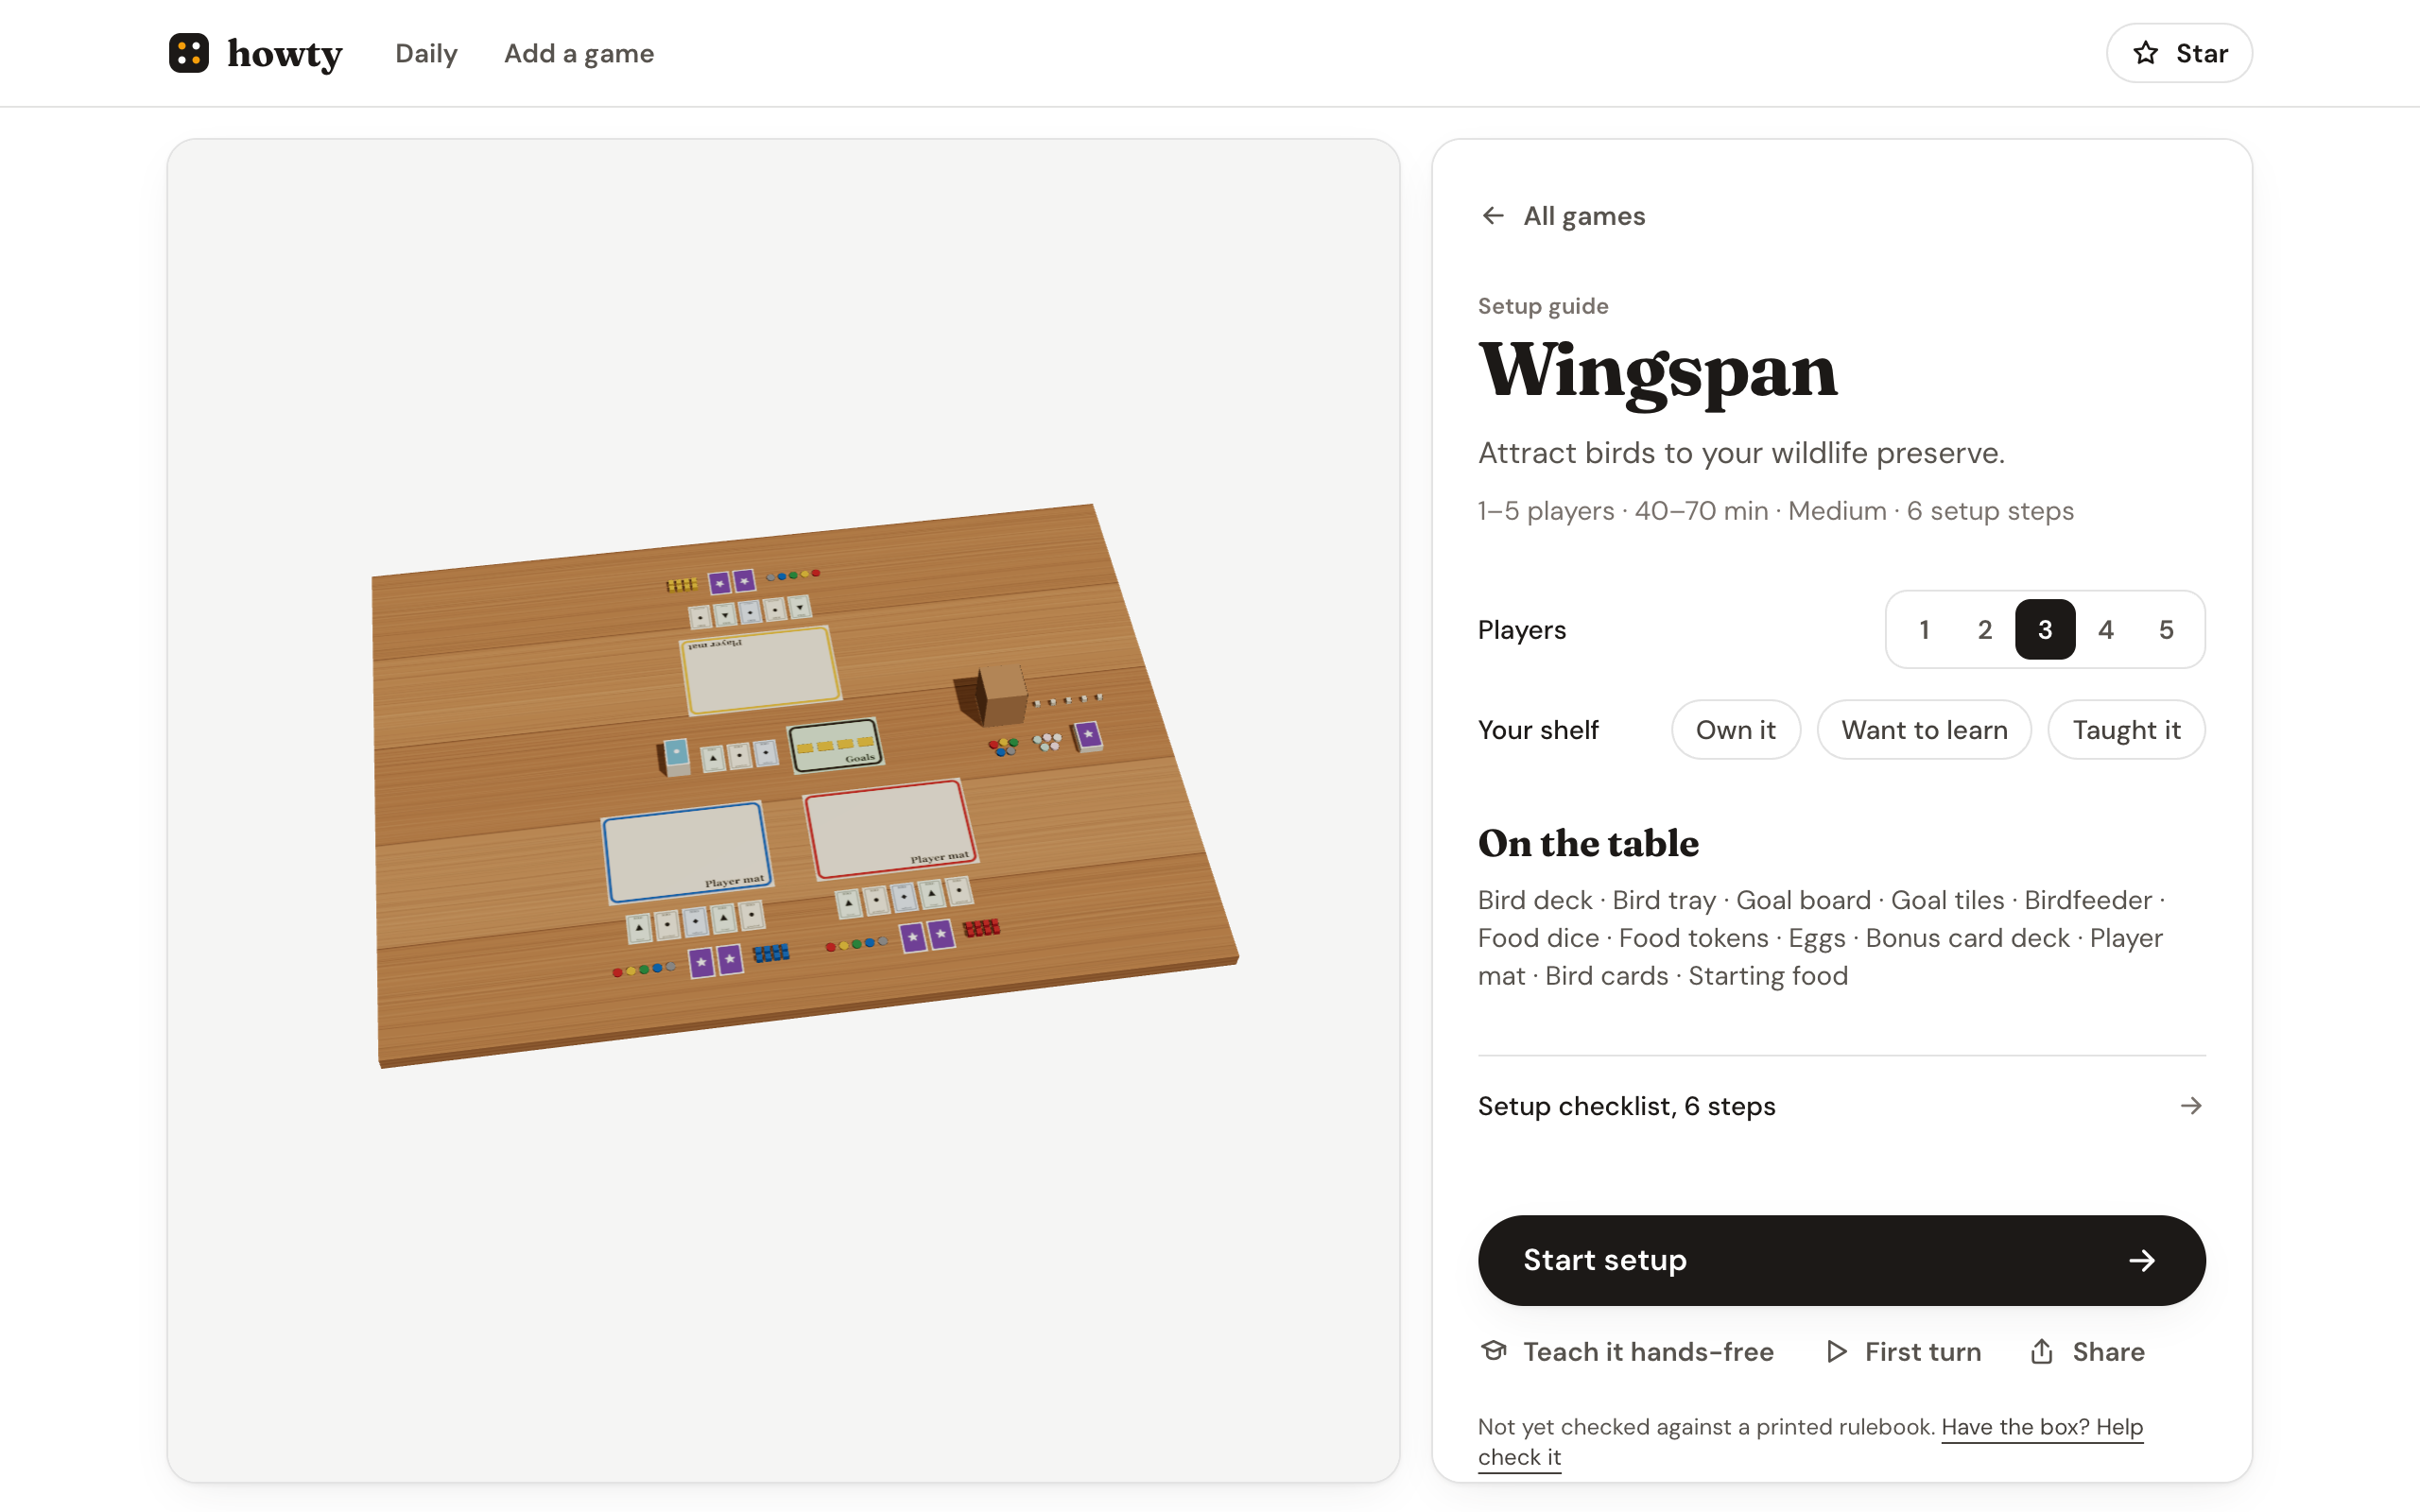 howty
Daily
Add a game
Star
All games
Setup guide
Wingspan
Attract birds to your wildlife preserve.
1–5 players · 40–70 min · Medium · 6 setup steps
Players
1 2 3 4 5
Your shelf
Own it
Want to learn
Taught it
On the table
Bird deck · Bird tray · Goal board · Goal tiles · Birdfeeder ·
Food dice · Food tokens · Eggs · Bonus card deck · Player
mat · Bird cards · Starting food
Setup checklist, 6 steps
Start setup
Teach it hands-free
First turn
Share
Not yet checked against a printed rulebook. Have the box? Help
check it
Player mat
Goals
Player mat
Player mat